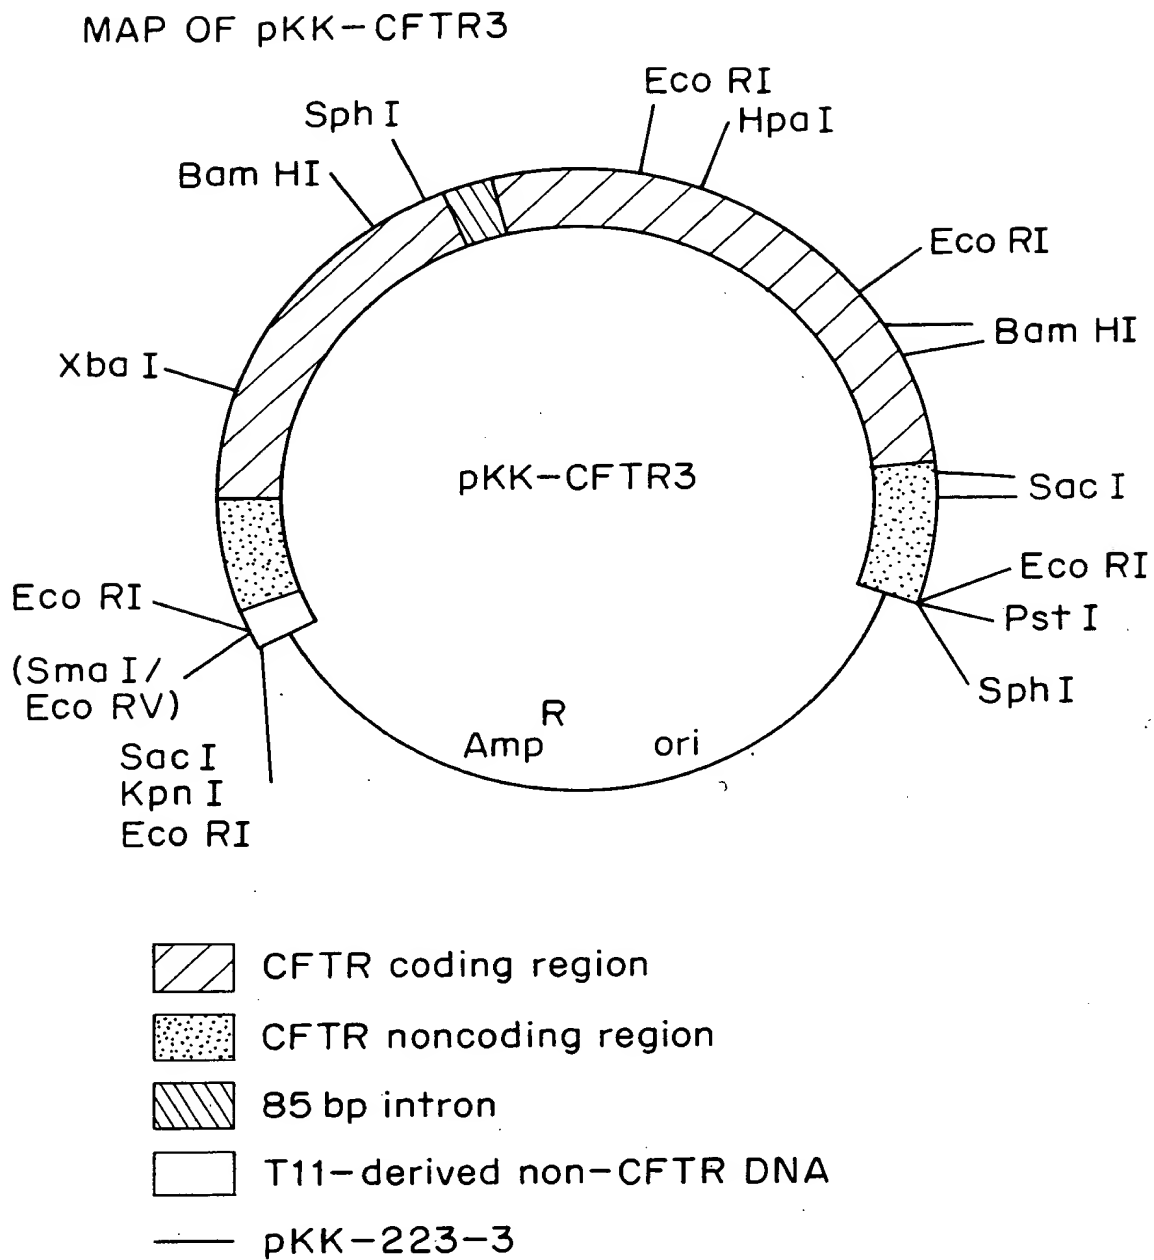 MAP OF pKK-CFTR3
Eco RI
Hpa I
Sph I
Bam HI
Eco RI
Bam HI
Xba I
pKK-CFTR3
Sac I
Eco RI
Pst I
Sph I
Eco RI
(Sma I/
Eco RV)
Sac I
Kpn I
Eco RI
Amp^R ori
CFTR coding region
CFTR noncoding region
85 bp intron
T11-derived non-CFTR DNA
pKK-223-3